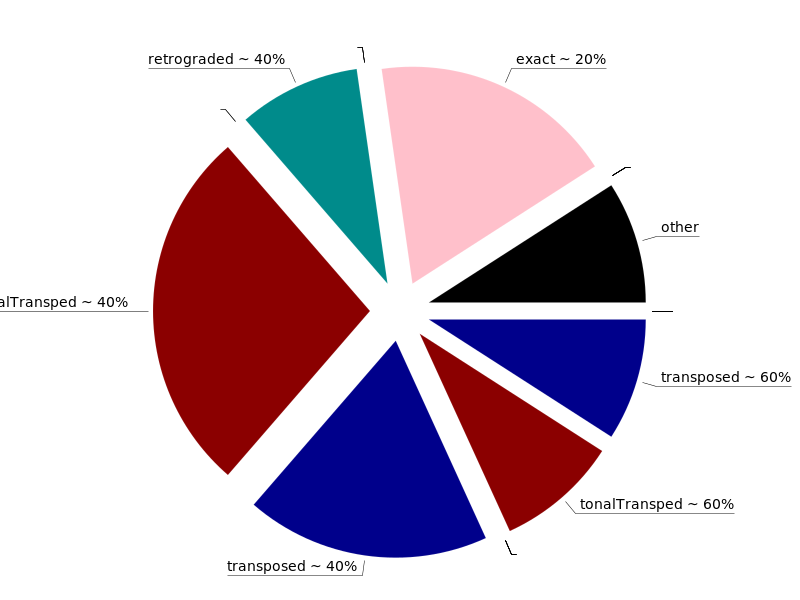 retrograded ~ 40%
exact ~ 20%
other
alTransped ~ 40%
transposed ~ 60%
tonalTransped ~ 60%
transposed ~ 40%